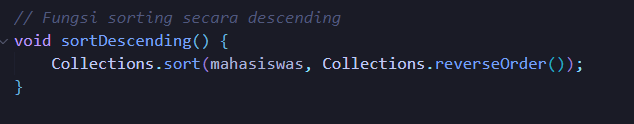 // Fungsi sorting secara descending
void sortDescending() {
    Collections.sort(mahasiswas, Collections.reverseOrder());
}